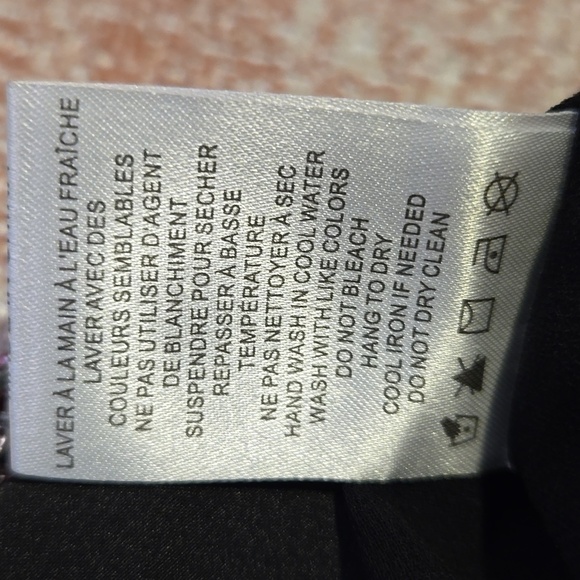 LAVER À LA MAIN À L'EAU FRAÎCHE
LAVER AVEC DES
COULEURS SEMBLABLES
NE PAS UTILISER D'AGENT
DE BLANCHIMENT
SUSPENDRE POUR SECHER
REPASSER À BASSE
TEMPÉRATURE
NE PAS NETTOYER À SEC
HAND WASH IN COOL WATER
WASH WITH LIKE COLORS
DO NOT BLEACH
HANG TO DRY
COOL IRON IF NEEDED
DO NOT DRY CLEAN